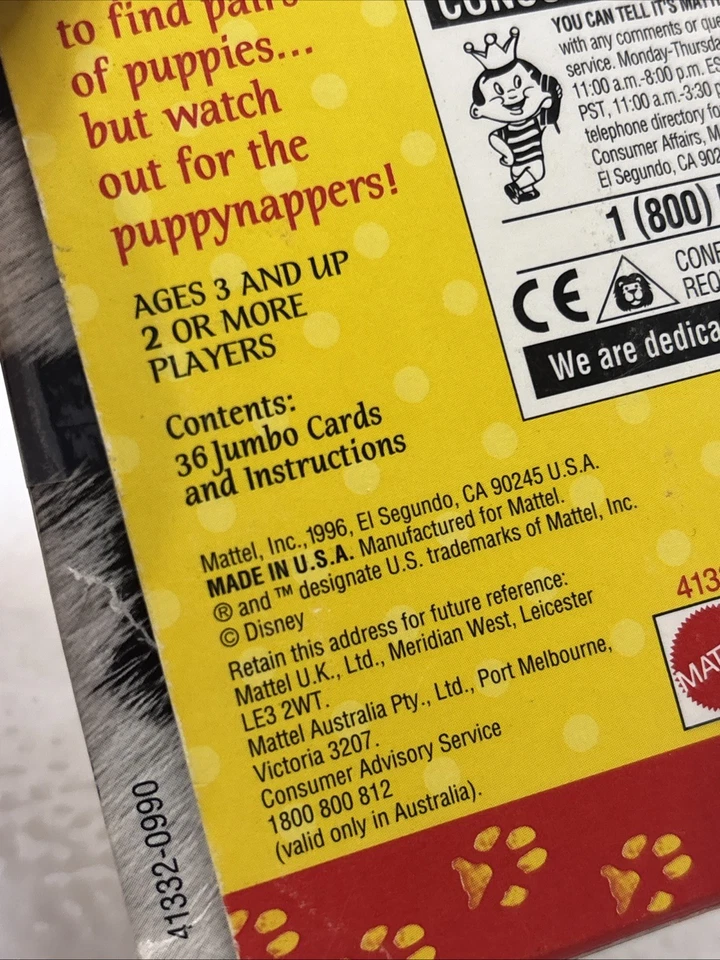 to find pairs
of puppies...
but watch
out for the
puppynappers!
AGES 3 AND UP
2 OR MORE
PLAYERS
Contents:
36 Jumbo Cards
and Instructions
Mattel, Inc.,1996, El Segundo, CA 90245 U.S.A.
MADE IN U.S.A. Manufactured for Mattel.
® and ™ designate U.S. trademarks of Mattel, Inc.
© Disney
Retain this address for future reference:
Mattel U.K., Ltd., Meridian West, Leicester
LE3 2WT.
Mattel Australia Pty., Ltd., Port Melbourne,
Victoria 3207.
Consumer Advisory Service
1800 800 812
(valid only in Australia).
YOU CAN TELL IT'S
with any comments or
service. Monday-Thursda
11:00 a.m.-8:00 p.m. ES
PST, 11:00 a.m.-3:30
telephone directory
Consumer Affairs,
El Segundo, CA 902
1 (800)
CE
CONF
REQ
We are dedica
413
MAT
41332-0990